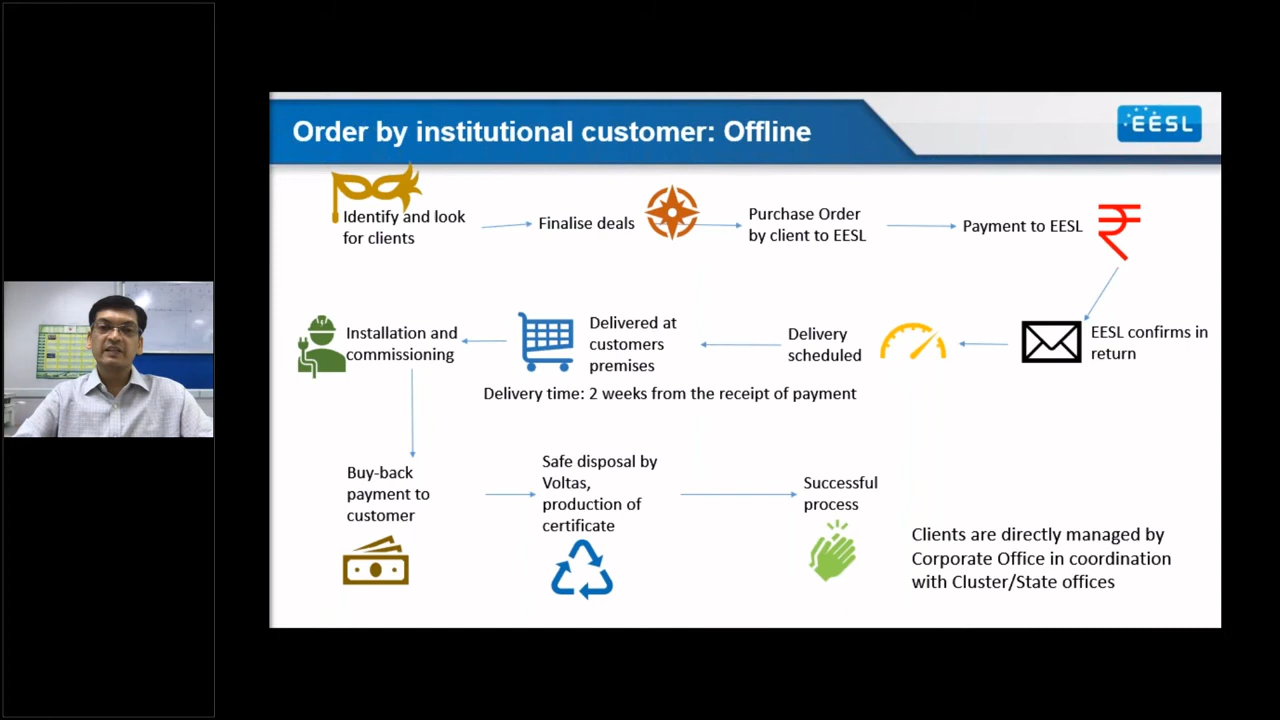 Order by institutional customer: Offline
EESL
Identify and look
for clients
Finalise deals
Purchase Order
by client to EESL
Payment to EESL
₹
EESL confirms in
return
Delivery
scheduled
Delivered at
customers
premises
Installation and
commissioning
Delivery time: 2 weeks from the receipt of payment
Buy-back
payment to
customer
Safe disposal by
Voltas,
production of
certificate
Successful
process
Clients are directly managed by
Corporate Office in coordination
with Cluster/State offices